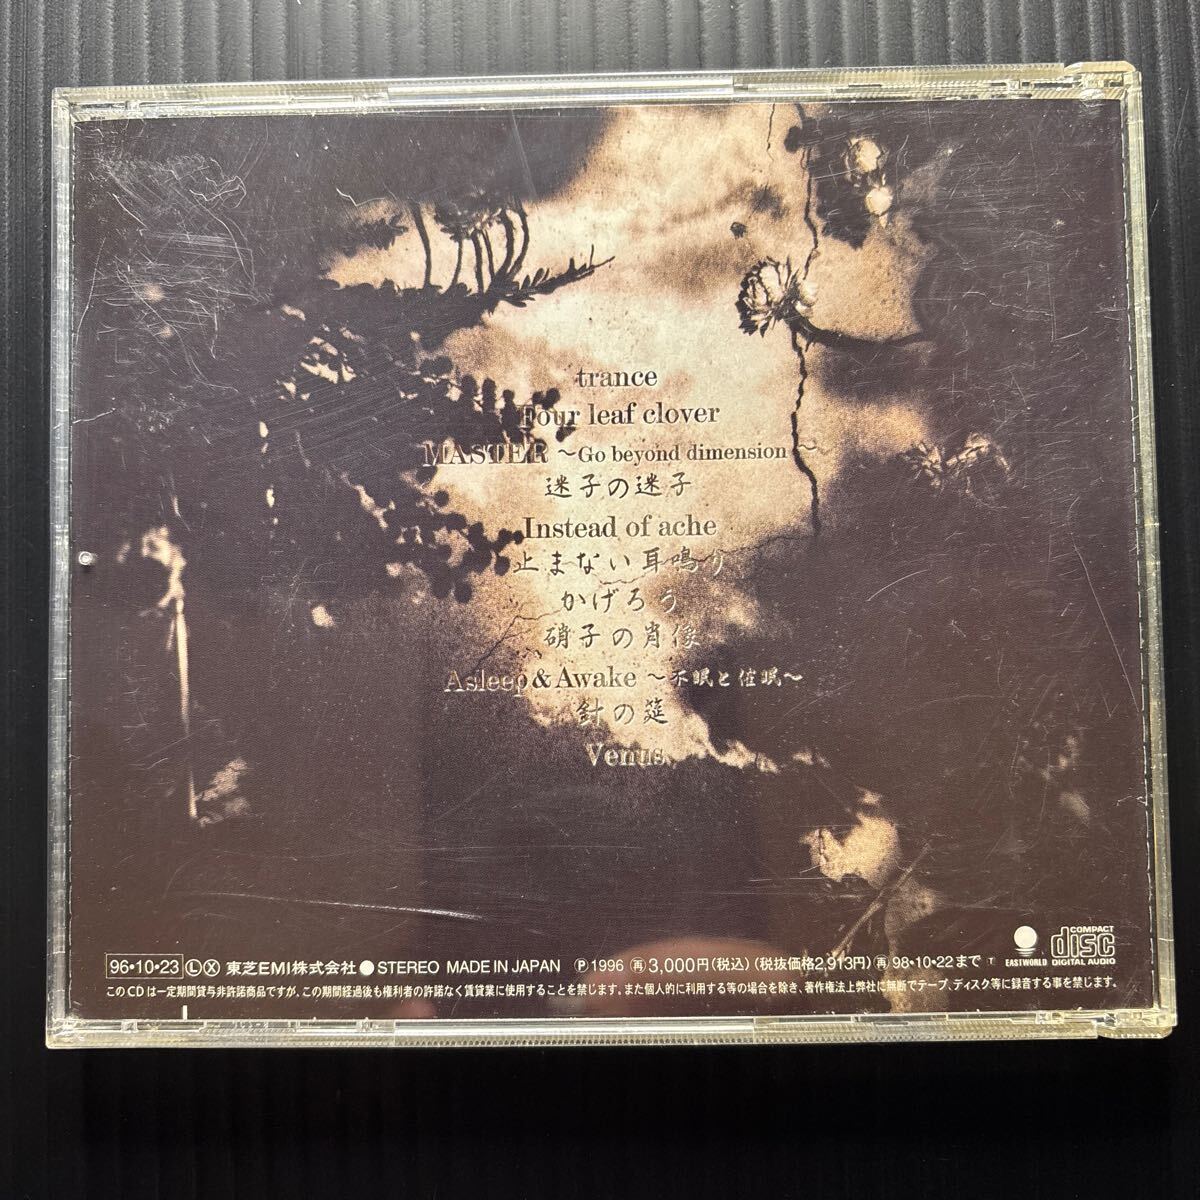 trance
Four leaf clover
MASTER ～Go beyond dimension～
迷子の迷子
Instead of ache
止まない耳鳴り
かげろう
硝子の肖像
Asleep&Awake ～不眠と催眠～
針の筵
Venus
96•10•23 Ⓛ Ⓧ 東芝EMI株式会社 ● STEREO MADE IN JAPAN Ⓟ 1996 ㊢ 3,000円(税込) (税抜価格2,913円) ㊢ 98•10•22まで T
EASTWORLD
COMPACT
disc
DIGITAL AUDIO
このCDは一定期間貸与非許諾商品ですが、この期間経過後も権利者の許諾なく賃貸業に使用することを禁じます。また個人的に利用する等の場合を除き、著作権法上弊社に無断でテープ、ディスク等に録音する事を禁じます。